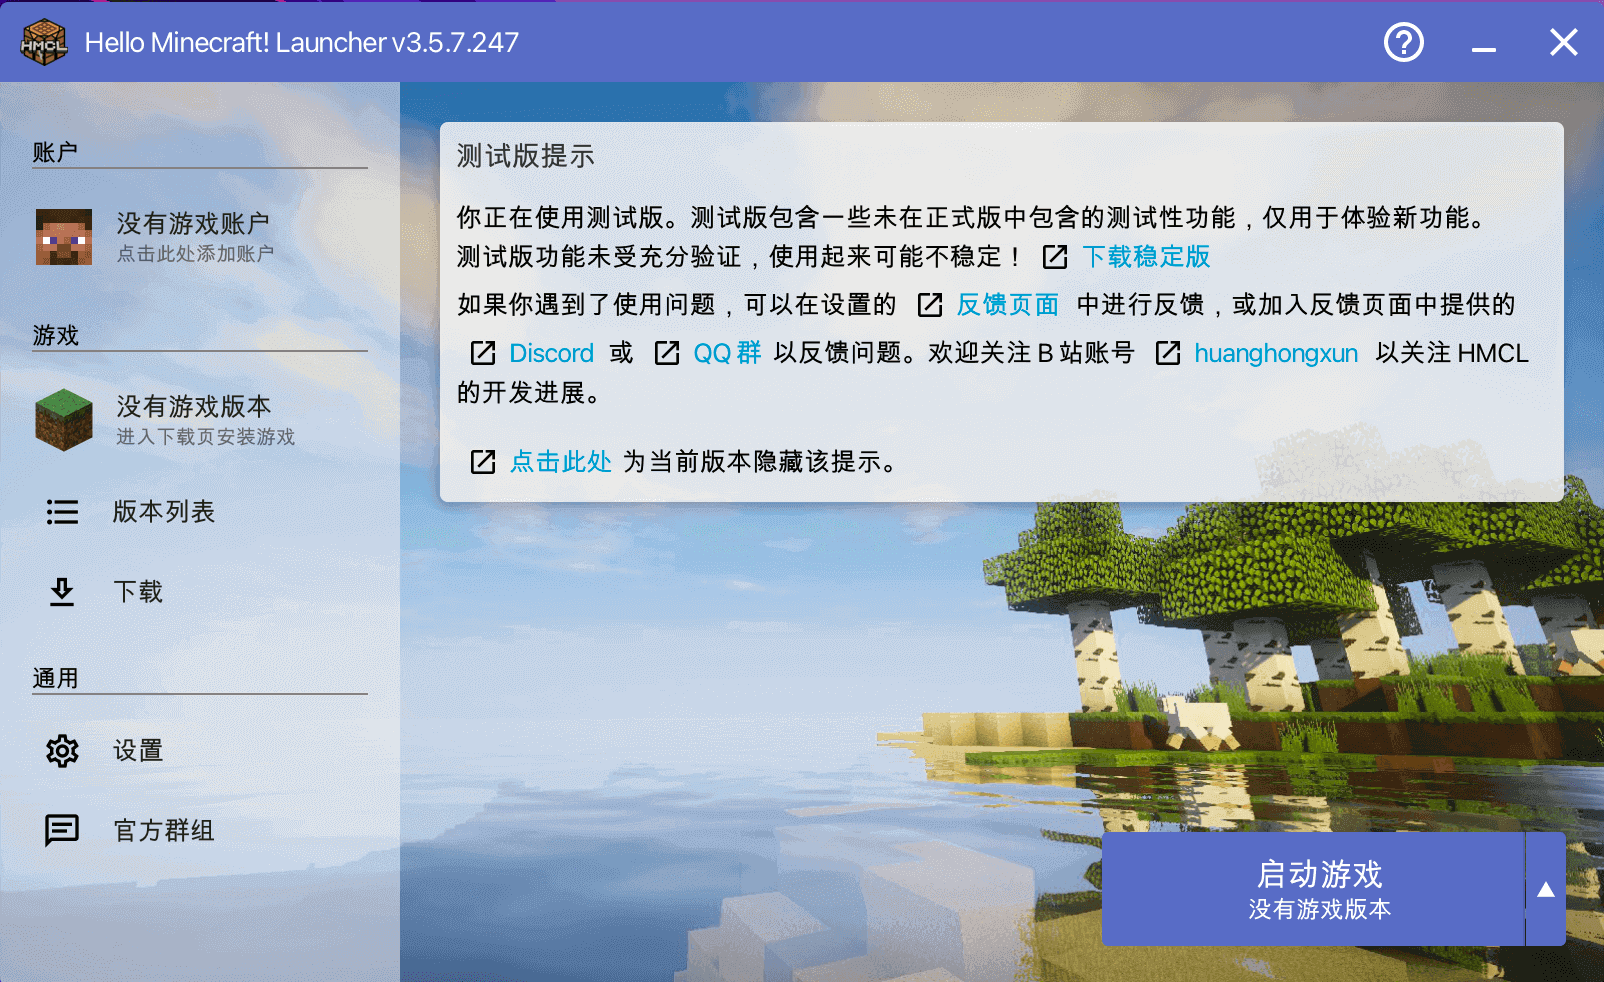 HMCL
Hello Minecraft! Launcher v3.5.7.247
账户
没有游戏账户
点击此处添加账户
游戏
没有游戏版本
进入下载页安装游戏
版本列表
下载
通用
设置
官方群组
测试版提示
你正在使用测试版。测试版包含一些未在正式版中包含的测试性功能，仅用于体验新功能。
测试版功能未受充分验证，使用起来可能不稳定！ 下载稳定版
如果你遇到了使用问题，可以在设置的 反馈页面 中进行反馈，或加入反馈页面中提供的
Discord 或 QQ 群 以反馈问题。欢迎关注 B 站账号 huanghongxun 以关注 HMCL
的开发进展。
点击此处 为当前版本隐藏该提示。
启动游戏
没有游戏版本